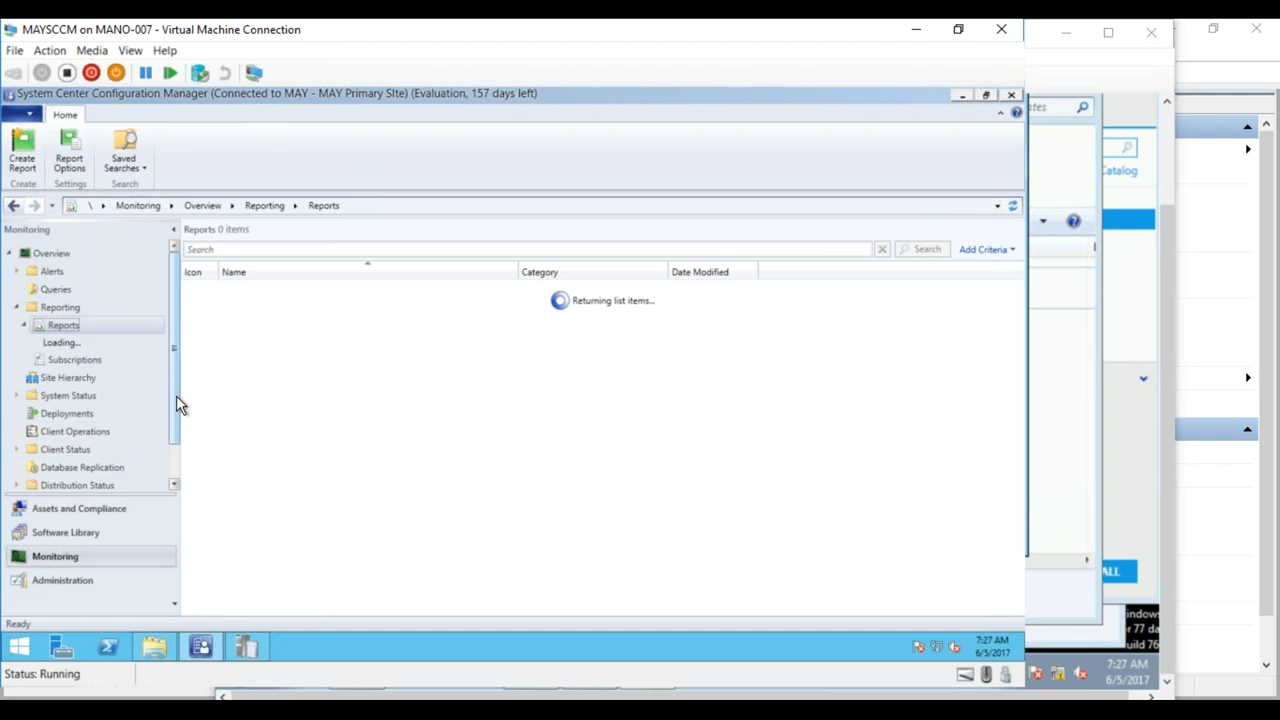 MAYSCCM on MANO-007 - Virtual Machine Connection
File Action Media View Help
System Center Configuration Manager (Connected to MAY - MAY Primary SIte) (Evaluation, 157 days left)
Home
Create Report
Report Options
Saved Searches
Create Settings Search
\ Monitoring Overview Reporting Reports
Monitoring
Overview
Alerts
Queries
Reporting
Reports
Loading...
Subscriptions
Site Hierarchy
System Status
Deployments
Client Operations
Client Status
Database Replication
Distribution Status
Assets and Compliance
Software Library
Monitoring
Administration
Reports 0 items
Search
Search
Add Criteria
Icon Name Category Date Modified
Returning list items...
Ready
7:27 AM
6/5/2017
Status: Running
Catalog
ALL
7:27 AM
6/5/2017